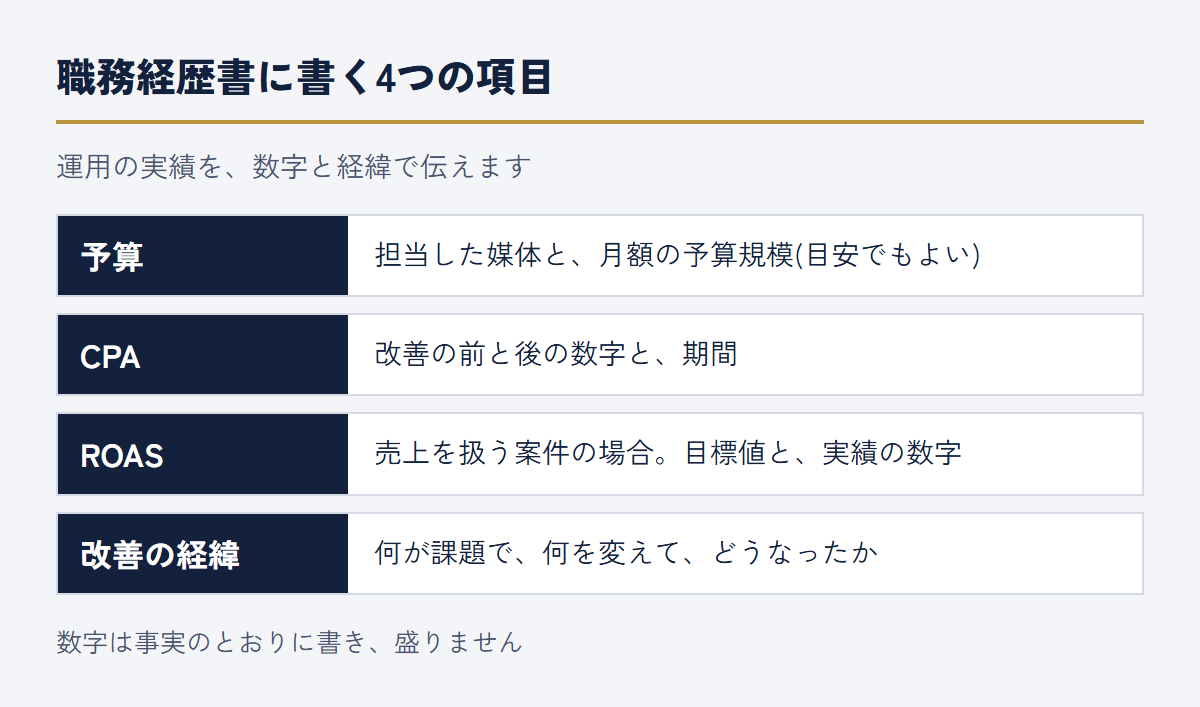 職務経歴書に書く4つの項目
運用の実績を、数字と経緯で伝えます
予算
担当した媒体と、月額の予算規模(目安でもよい)
CPA
改善の前と後の数字と、期間
ROAS
売上を扱う案件の場合。目標値と、実績の数字
改善の経緯
何が課題で、何を変えて、どうなったか
数字は事実のとおりに書き、盛りません